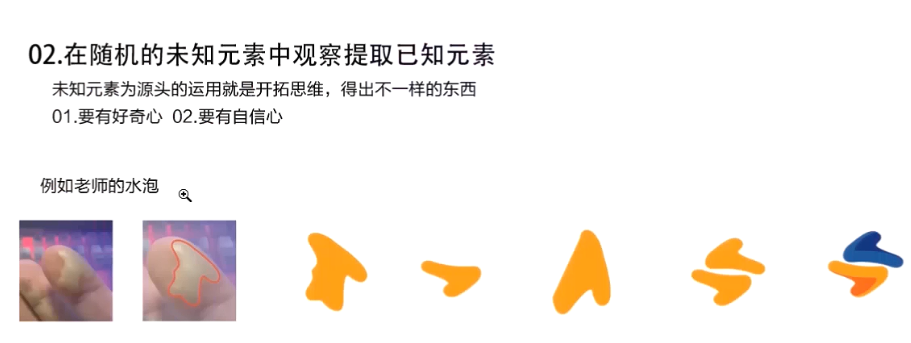 02.在随机的未知元素中观察提取已知元素
未知元素为源头的运用就是开拓思维，得出不一样的东西
01.要有好奇心  02.要有自信心
例如老师的水泡